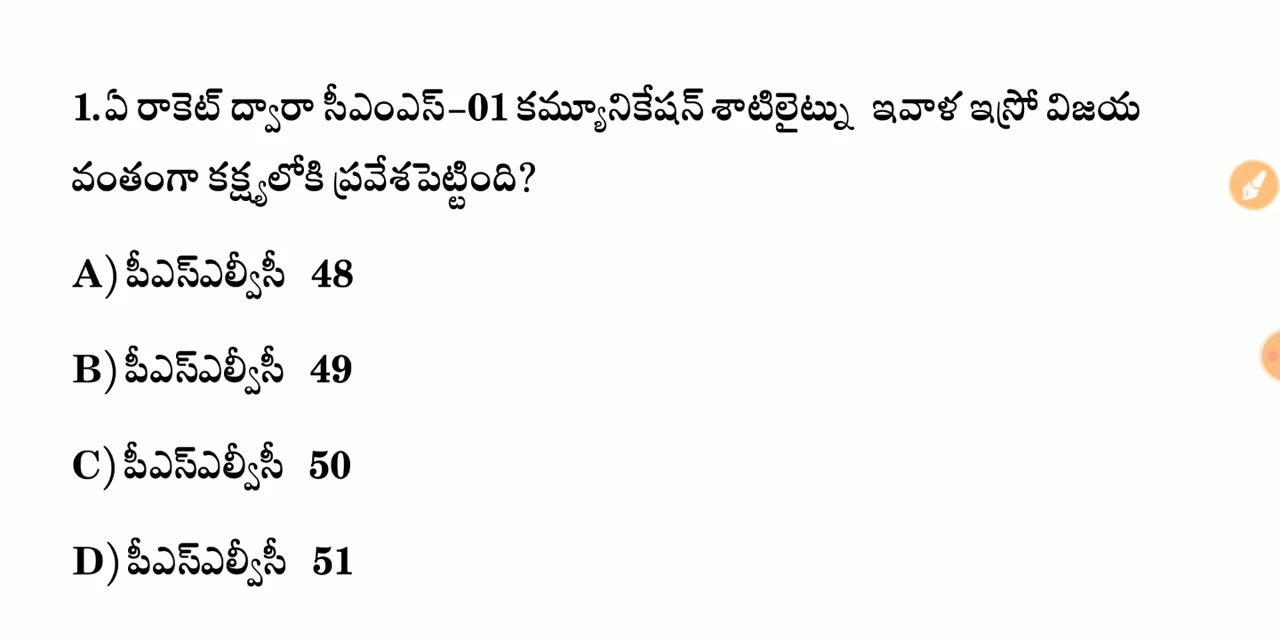 1.ఏ రాకెట్ ద్వారా సీఎంఎస్-01 కమ్యూనికేషన్ శాటిలైట్ను ఇవాళ ఇస్రో విజయ
వంతంగా కక్ష్యలోకి ప్రవేశపెట్టింది?
A) పీఎస్ఎల్వీసీ 48
B) పీఎస్ఎల్వీసీ 49
C) పీఎస్ఎల్వీసీ 50
D) పీఎస్ఎల్వీసీ 51